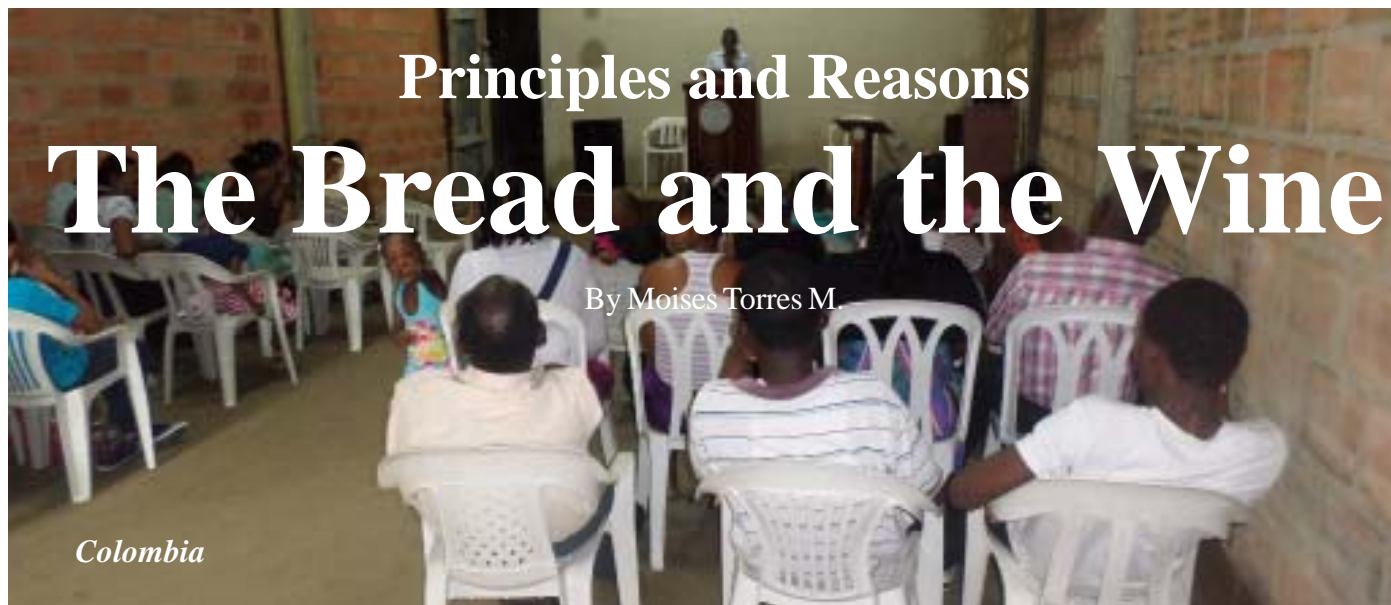 Principles and Reasons
The Bread and the Wine
By Moises Torres M.
Colombia